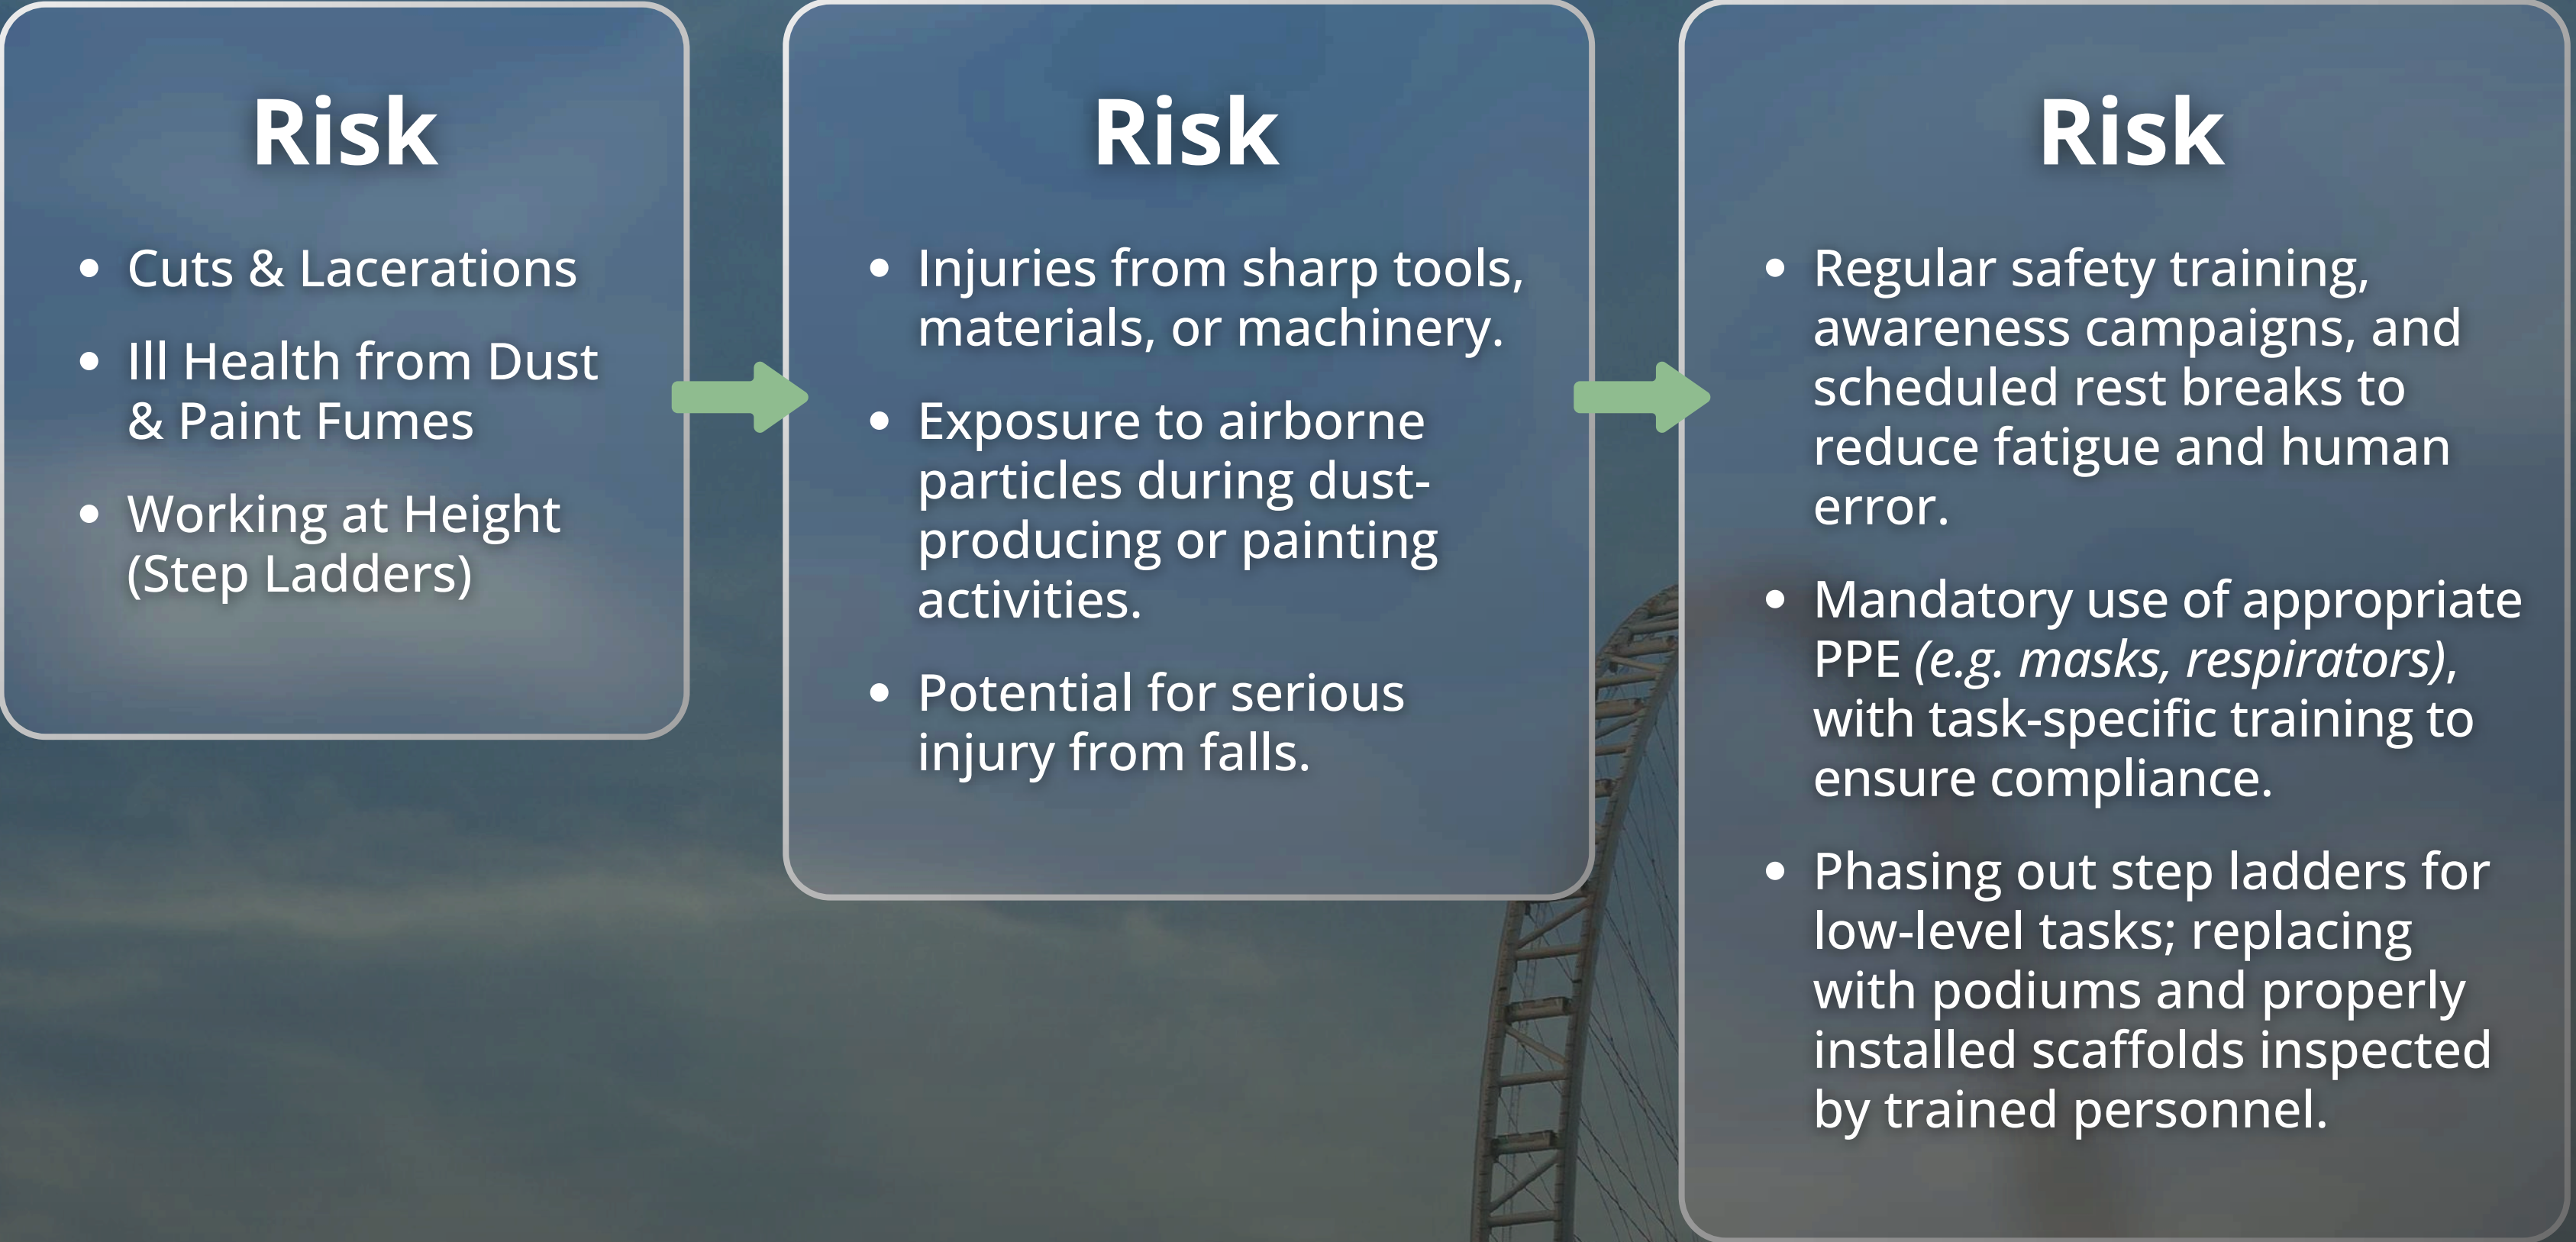 Risk
• Cuts & Lacerations
• Ill Health from Dust
& Paint Fumes
• Working at Height
(Step Ladders)
Risk
• Injuries from sharp tools,
materials, or machinery.
• Exposure to airborne
particles during dust-
producing or painting
activities.
• Potential for serious
injury from falls.
Risk
• Regular safety training,
awareness campaigns, and
scheduled rest breaks to
reduce fatigue and human
error.
• Mandatory use of appropriate
PPE (e.g. masks, respirators),
with task-specific training to
ensure compliance.
• Phasing out step ladders for
low-level tasks; replacing
with podiums and properly
installed scaffolds inspected
by trained personnel.